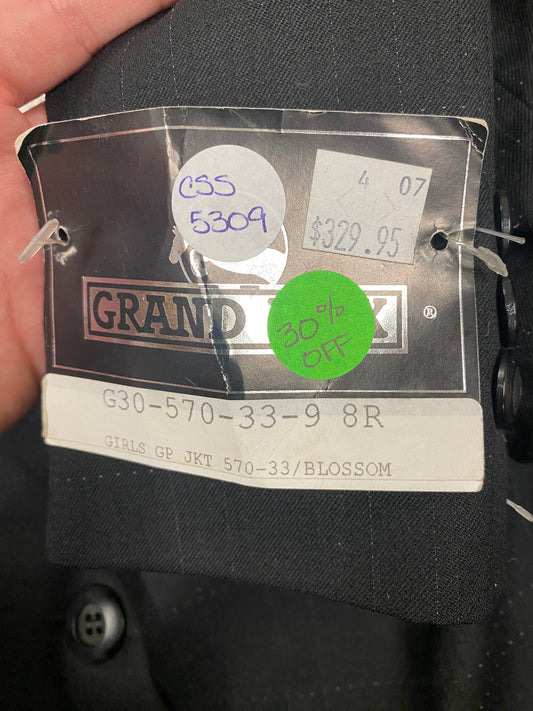 CSS
5309
4 07
$329.95
GRAND
®
30%
OFF
G30-570-33-9 8R
GIRLS GP JKT 570-33/BLOSSOM